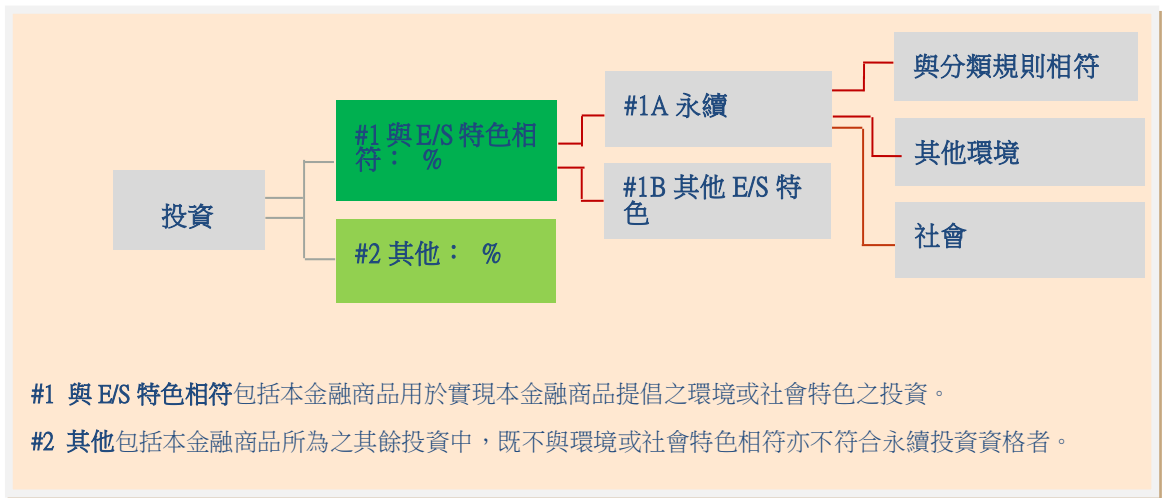 投資
#1 與 E/S 特色相
符： %
#2 其他： %
#1A 永續
#1B 其他 E/S 特
色
與分類規則相符
其他環境
社會
#1 與 E/S 特色相符包括本金融商品用於實現本金融商品提倡之環境或社會特色之投資。
#2 其他包括本金融商品所為之其餘投資中，既不與環境或社會特色相符亦不符合永續投資資格者。